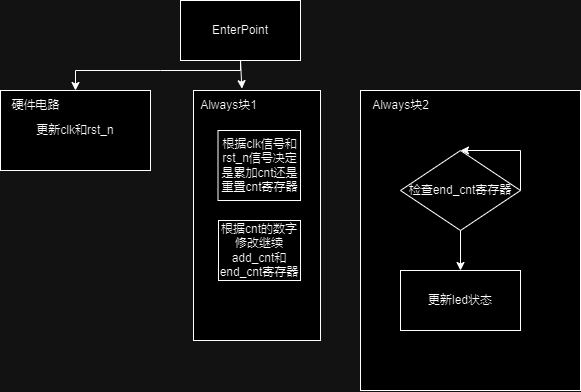 EnterPoint
硬件电路
更新clk和rst_n
Always块1
根据clk信号和
rst_n信号决定
是累加cnt还是
重置cnt寄存器
根据cnt的数字
修改继续
add_cnt和
end_cnt寄存器
Always块2
检查end_cnt寄存器
更新led状态